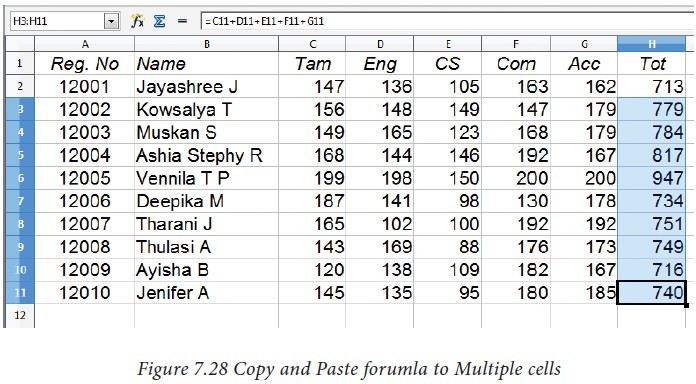 H3:H11 fx Σ = =C11+D11+E11+F11+G11
A B C D E F G H
1 Reg. No Name Tam Eng CS Com Acc Tot
2 12001 Jayashree J 147 136 105 163 162 713
3 12002 Kowsalya T 156 148 149 147 179 779
4 12003 Muskan S 149 165 123 168 179 784
5 12004 Ashia Stephy R 168 144 146 192 167 817
6 12005 Vennila T P 199 198 150 200 200 947
7 12006 Deepika M 187 141 98 130 178 734
8 12007 Tharani J 165 102 100 192 192 751
9 12008 Thulasi A 143 169 88 176 173 749
10 12009 Ayisha B 120 138 109 182 167 716
11 12010 Jenifer A 145 135 95 180 185 740
12
Figure 7.28 Copy and Paste forumla to Multiple cells